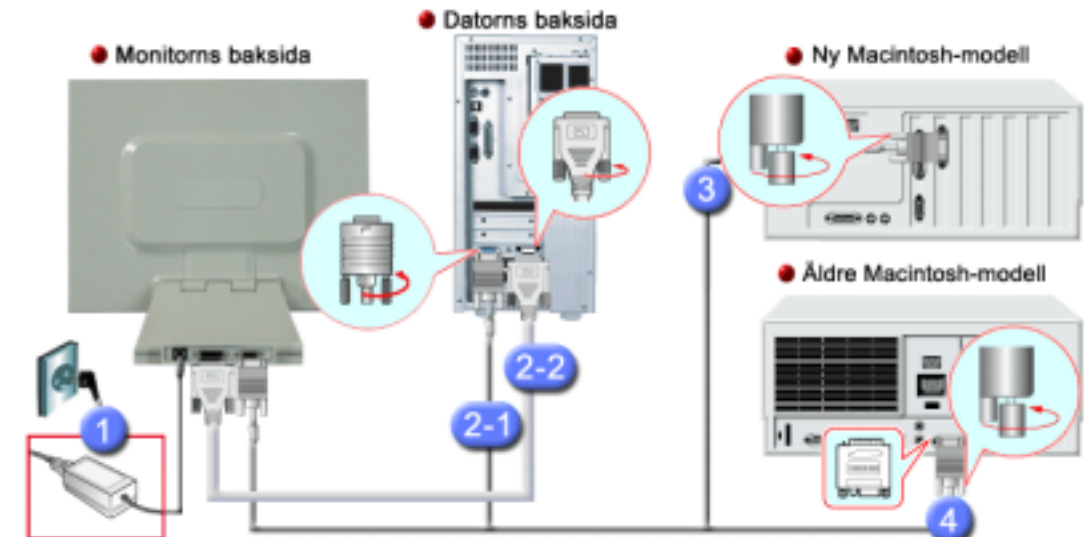 Monitorns baksida
Datorns baksida
Ny Macintosh-modell
Äldre Macintosh-modell
1
2-1
2-2
3
4